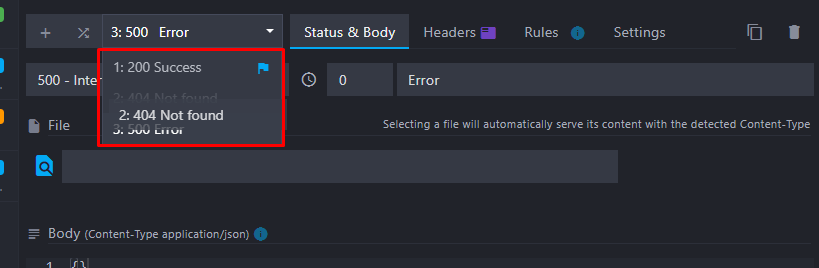 3: 500 Error
Status & Body
Headers
Rules
Settings
1: 200 Success
500 - Inter
0
Error
2: 404 Not found
2: 404 Not found
3: 500 Error
File
Selecting a file will automatically serve its content with the detected Content-Type
Body (Content-Type application/json)
1 {}